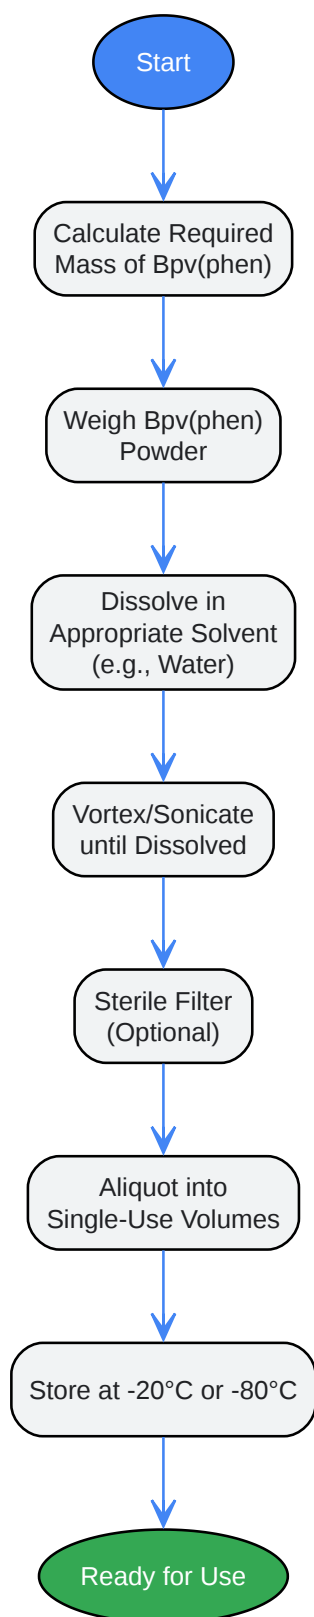 Start
Calculate Required
Mass of Bpv(phen)
Weigh Bpv(phen)
Powder
Dissolve in
Appropriate Solvent
(e.g., Water)
Vortex/Sonicate
until Dissolved
Sterile Filter
(Optional)
Aliquot into
Single-Use Volumes
Store at -20°C or -80°C
Ready for Use